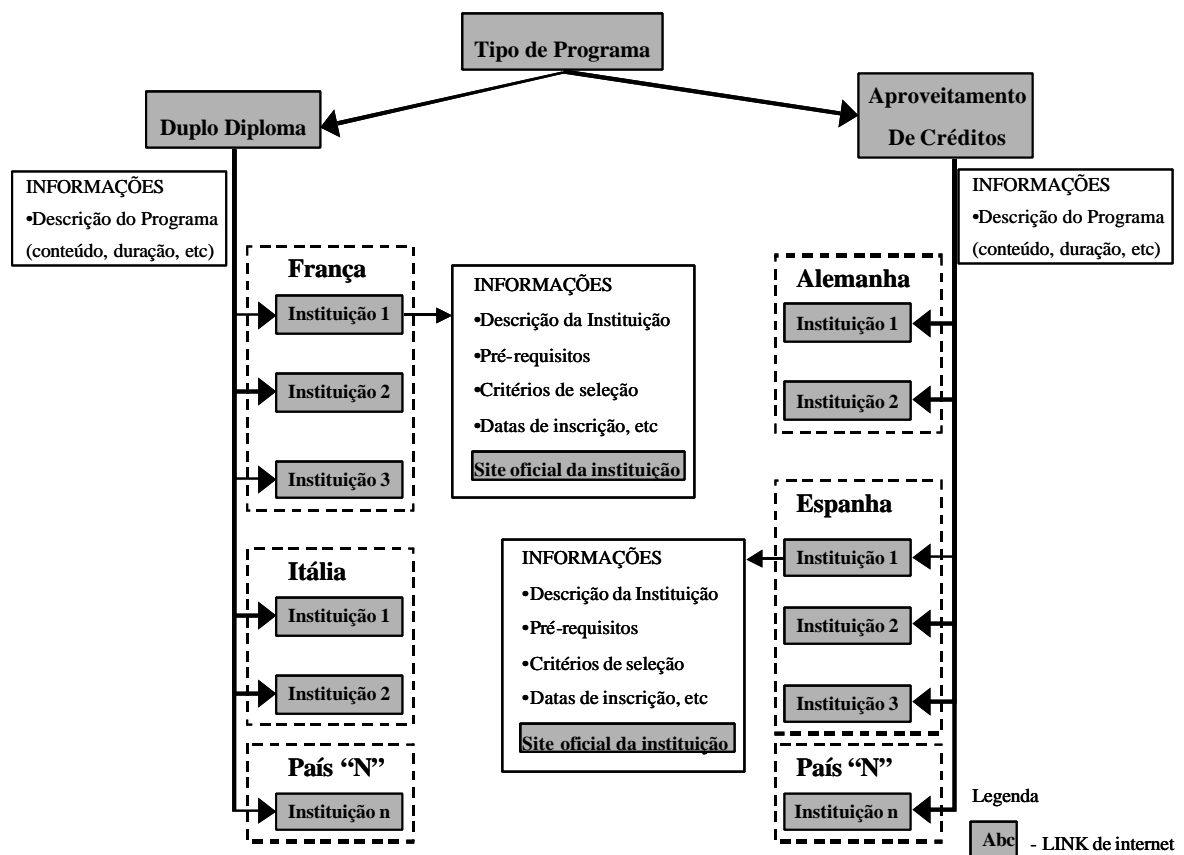 Tipo de Programa
Duplo Diploma
Aproveitamento
De Créditos
INFORMAÇÕES
•Descrição do Programa
(conteúdo, duração, etc)
INFORMAÇÕES
•Descrição do Programa
(conteúdo, duração, etc)
França
Instituição 1
Instituição 2
Instituição 3
INFORMAÇÕES
•Descrição da Instituição
•Pré-requisitos
•Critérios de seleção
•Datas de inscrição, etc
Site oficial da instituição
Alemanha
Instituição 1
Instituição 2
Itália
Instituição 1
Instituição 2
INFORMAÇÕES
•Descrição da Instituição
•Pré-requisitos
•Critérios de seleção
•Datas de inscrição, etc
Site oficial da instituição
Espanha
Instituição 1
Instituição 2
Instituição 3
País “N”
Instituição n
País “N”
Instituição n
Legenda
Abc - LINK de internet